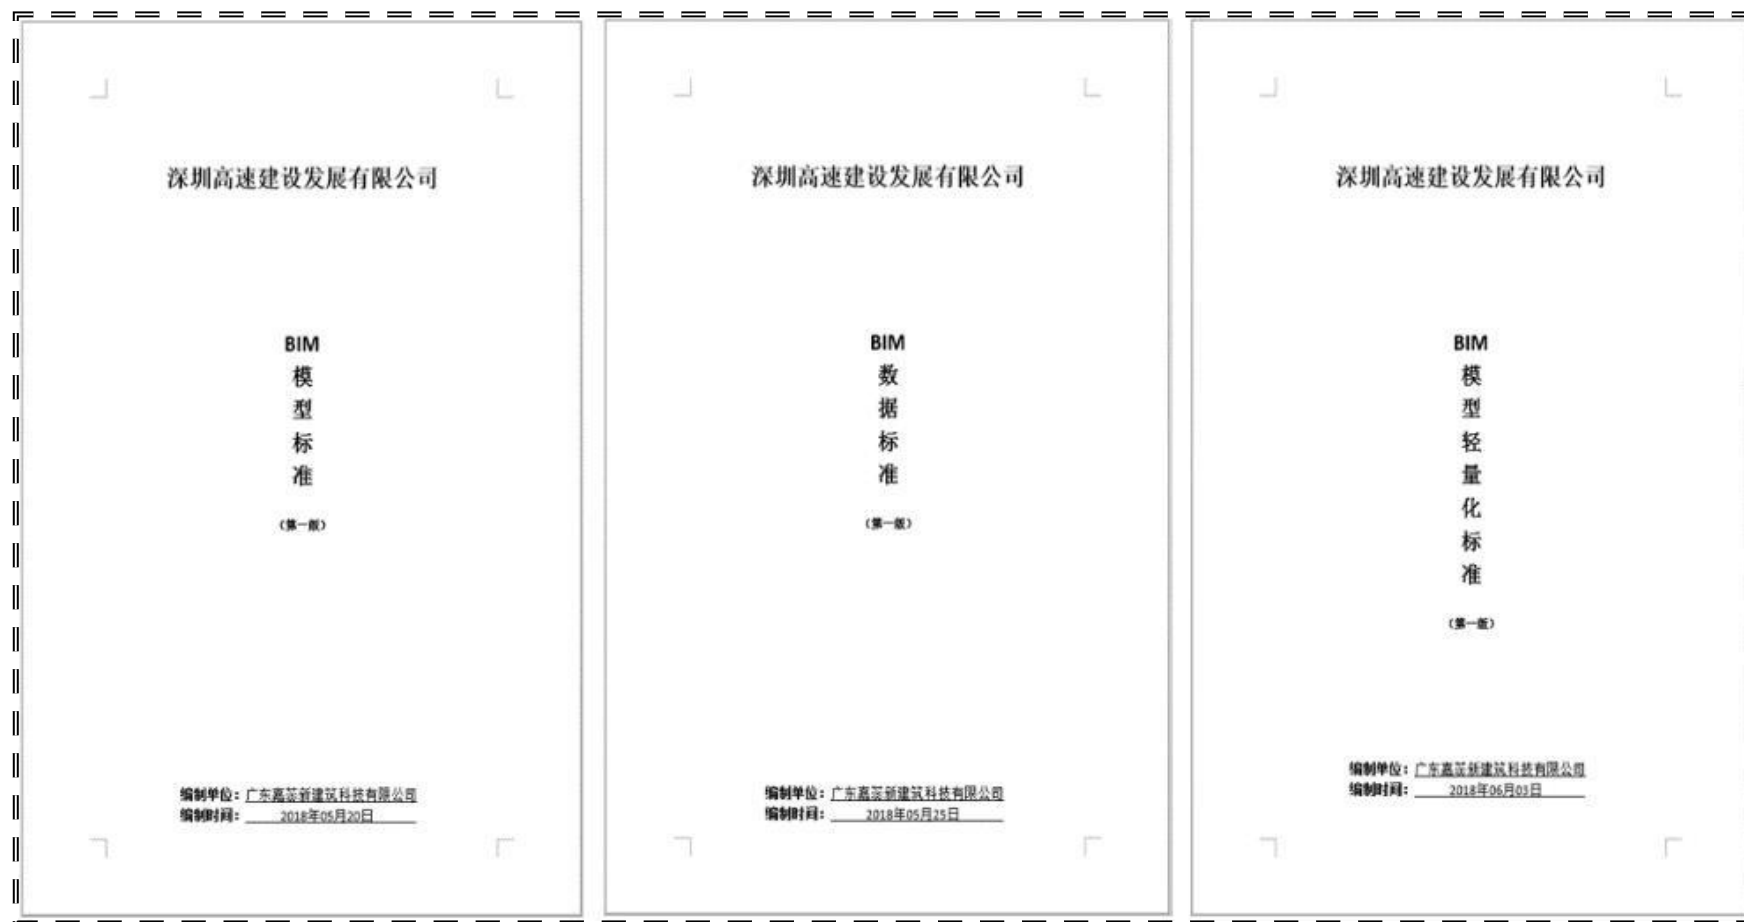 深圳高速建设发展有限公司
BIM
模
型
标
准
（第一版）
编制单位：广东嘉蕊新建筑科技有限公司
编制时间：2018年05月20日
深圳高速建设发展有限公司
BIM
数
据
标
准
（第一版）
编制单位：广东嘉蕊新建筑科技有限公司
编制时间：2018年05月25日
深圳高速建设发展有限公司
BIM
模
型
轻
量
化
标
准
（第一版）
编制单位：广东嘉蕊新建筑科技有限公司
编制时间：2018年06月03日